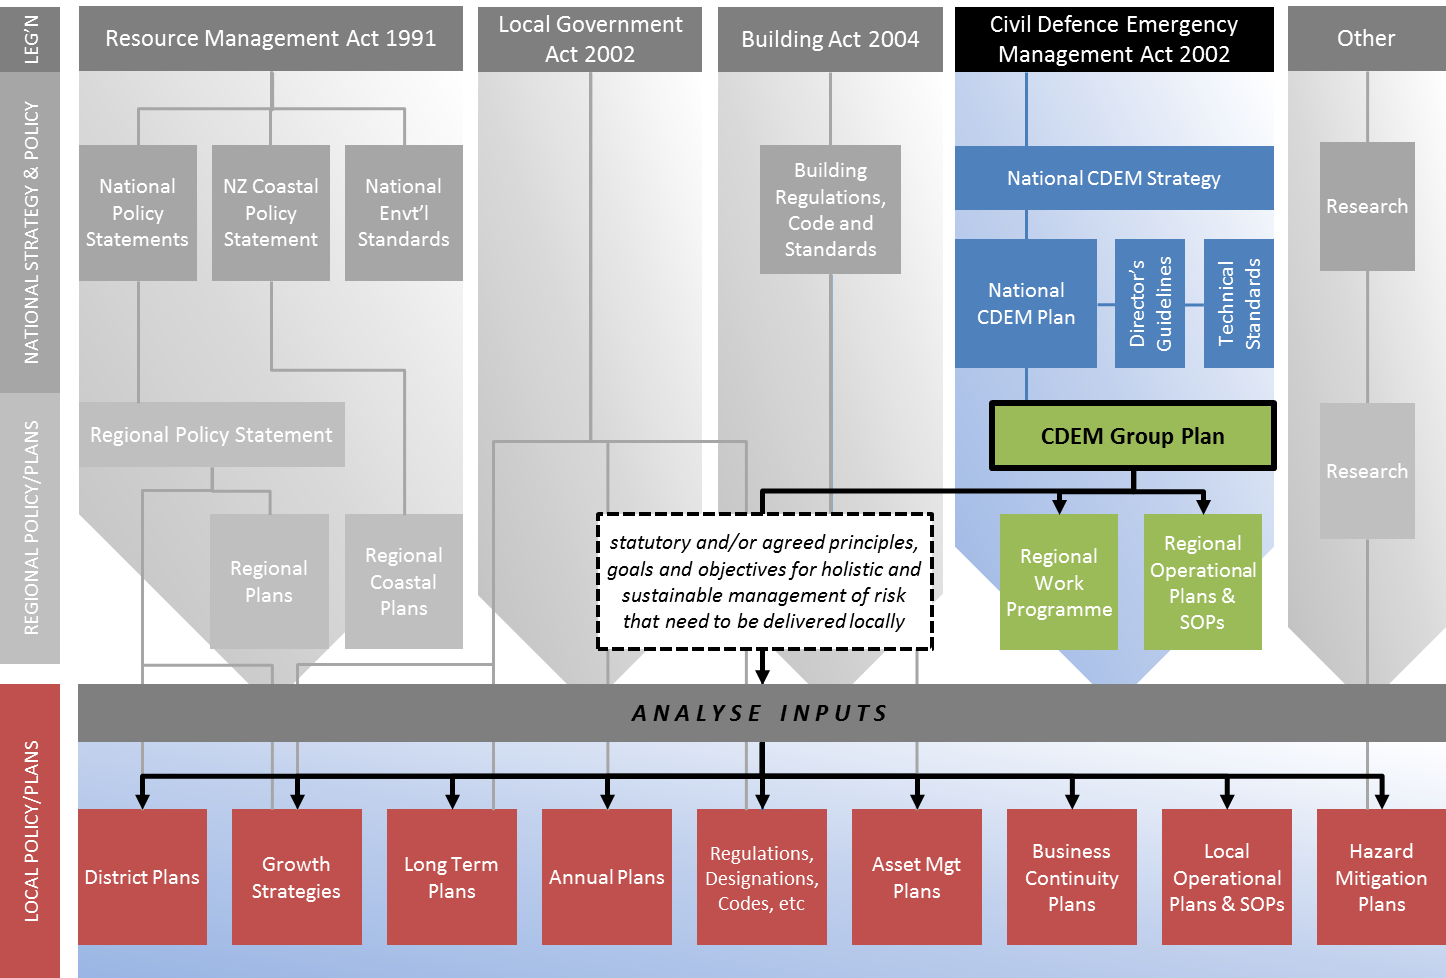 LEG'N
Resource Management Act 1991
Local Government
Act 2002
Building Act 2004
Civil Defence Emergency
Management Act 2002
Other
NATIONAL STRATEGY & POLICY
National
Policy
Statements
NZ Coastal
Policy
Statement
National
Envt'l
Standards
Building
Regulations,
Code and
Standards
National CDEM Strategy
National
CDEM Plan
Director's
Guidelines
Technical
Standards
Research
REGIONAL POLICY/PLANS
Regional Policy Statement
CDEM Group Plan
Research
Regional
Plans
Regional
Coastal
Plans
statutory and/or agreed principles,
goals and objectives for holistic and
sustainable management of risk
that need to be delivered locally
Regional
Work
Programme
Regional
Operational
Plans &
SOPs
ANALYSE INPUTS
LOCAL POLICY/PLANS
District Plans
Growth
Strategies
Long Term
Plans
Annual Plans
Regulations,
Designations,
Codes, etc
Asset Mgt
Plans
Business
Continuity
Plans
Local
Operational
Plans & SOPs
Hazard
Mitigation
Plans